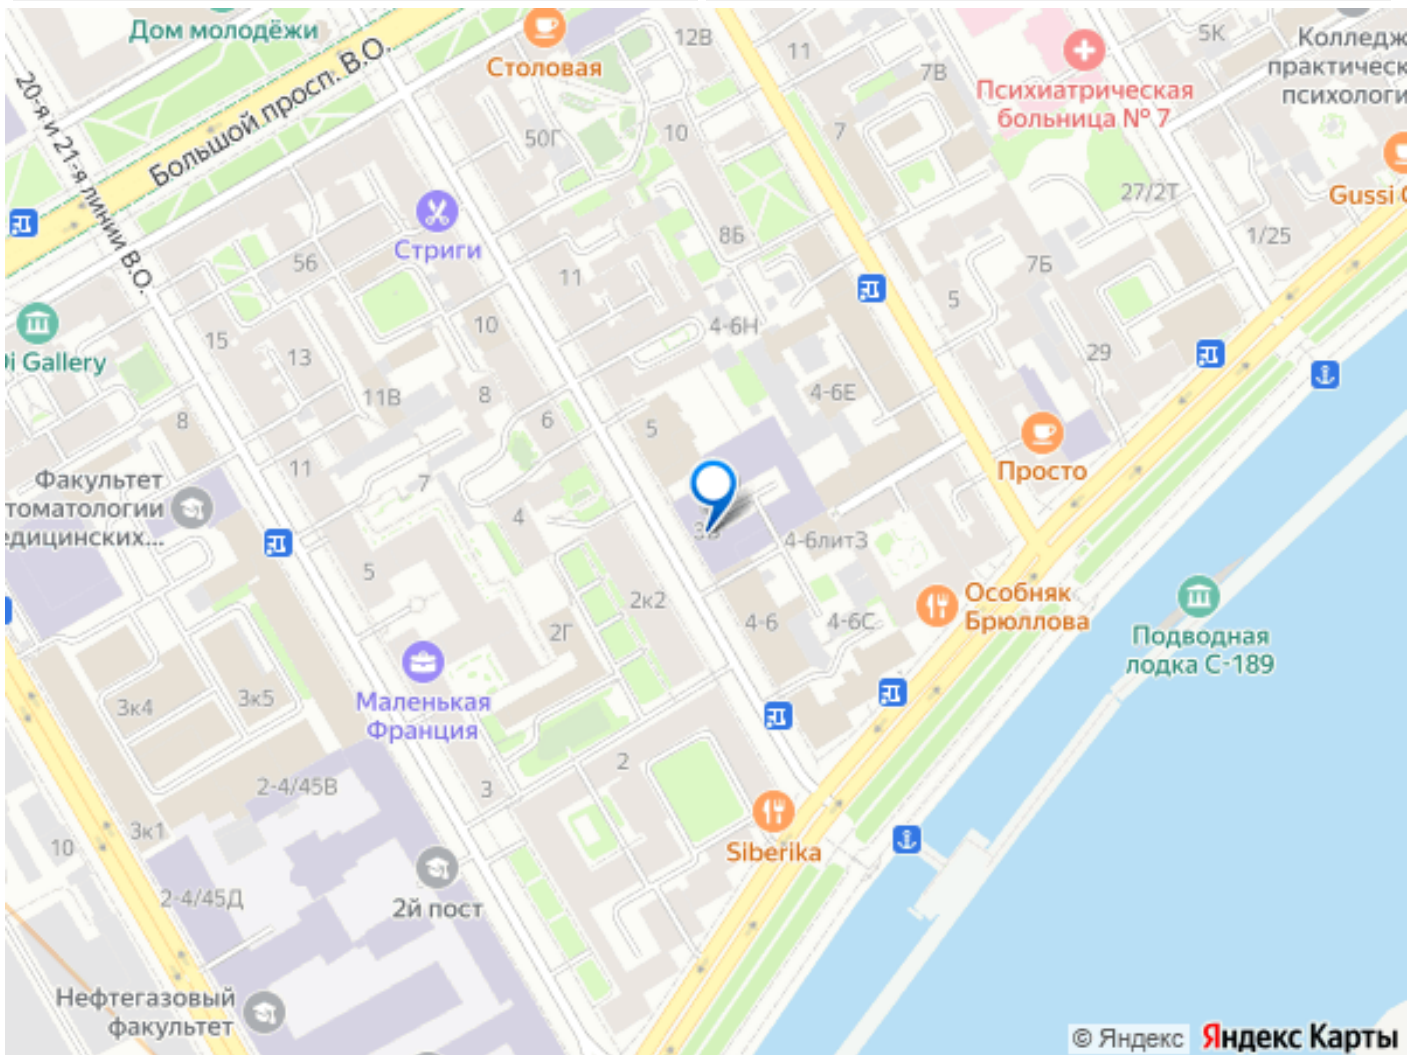 Дом молодёжи
Столовая
12В
11
5К
Колледж
практическ
психологи
7В
Психиатрическая
больница № 7
20-я и 21-я линии В.О.
Большой просп. В.О.
50Г
10
7
27/2Т
Gussi
Стриги
8Б
1/25
56
11
7Б
5
4-6Н
10
15
13
i Gallery
29
11В
8
4-6Е
8
6
5
Просто
11
Факультет
томатологии
едицинских...
7
4
4-6литЗ
5
2к2
Особняк
Брюллова
2Г
4-6
4-6С
Подводная
лодка С-189
Маленькая
Франция
3к4
3к5
2
2-4/45В
3
3к1
10
Siberika
2-4/45Д
2й пост
Нефтегазовый
факультет
© Яндекс Яндекс Карты